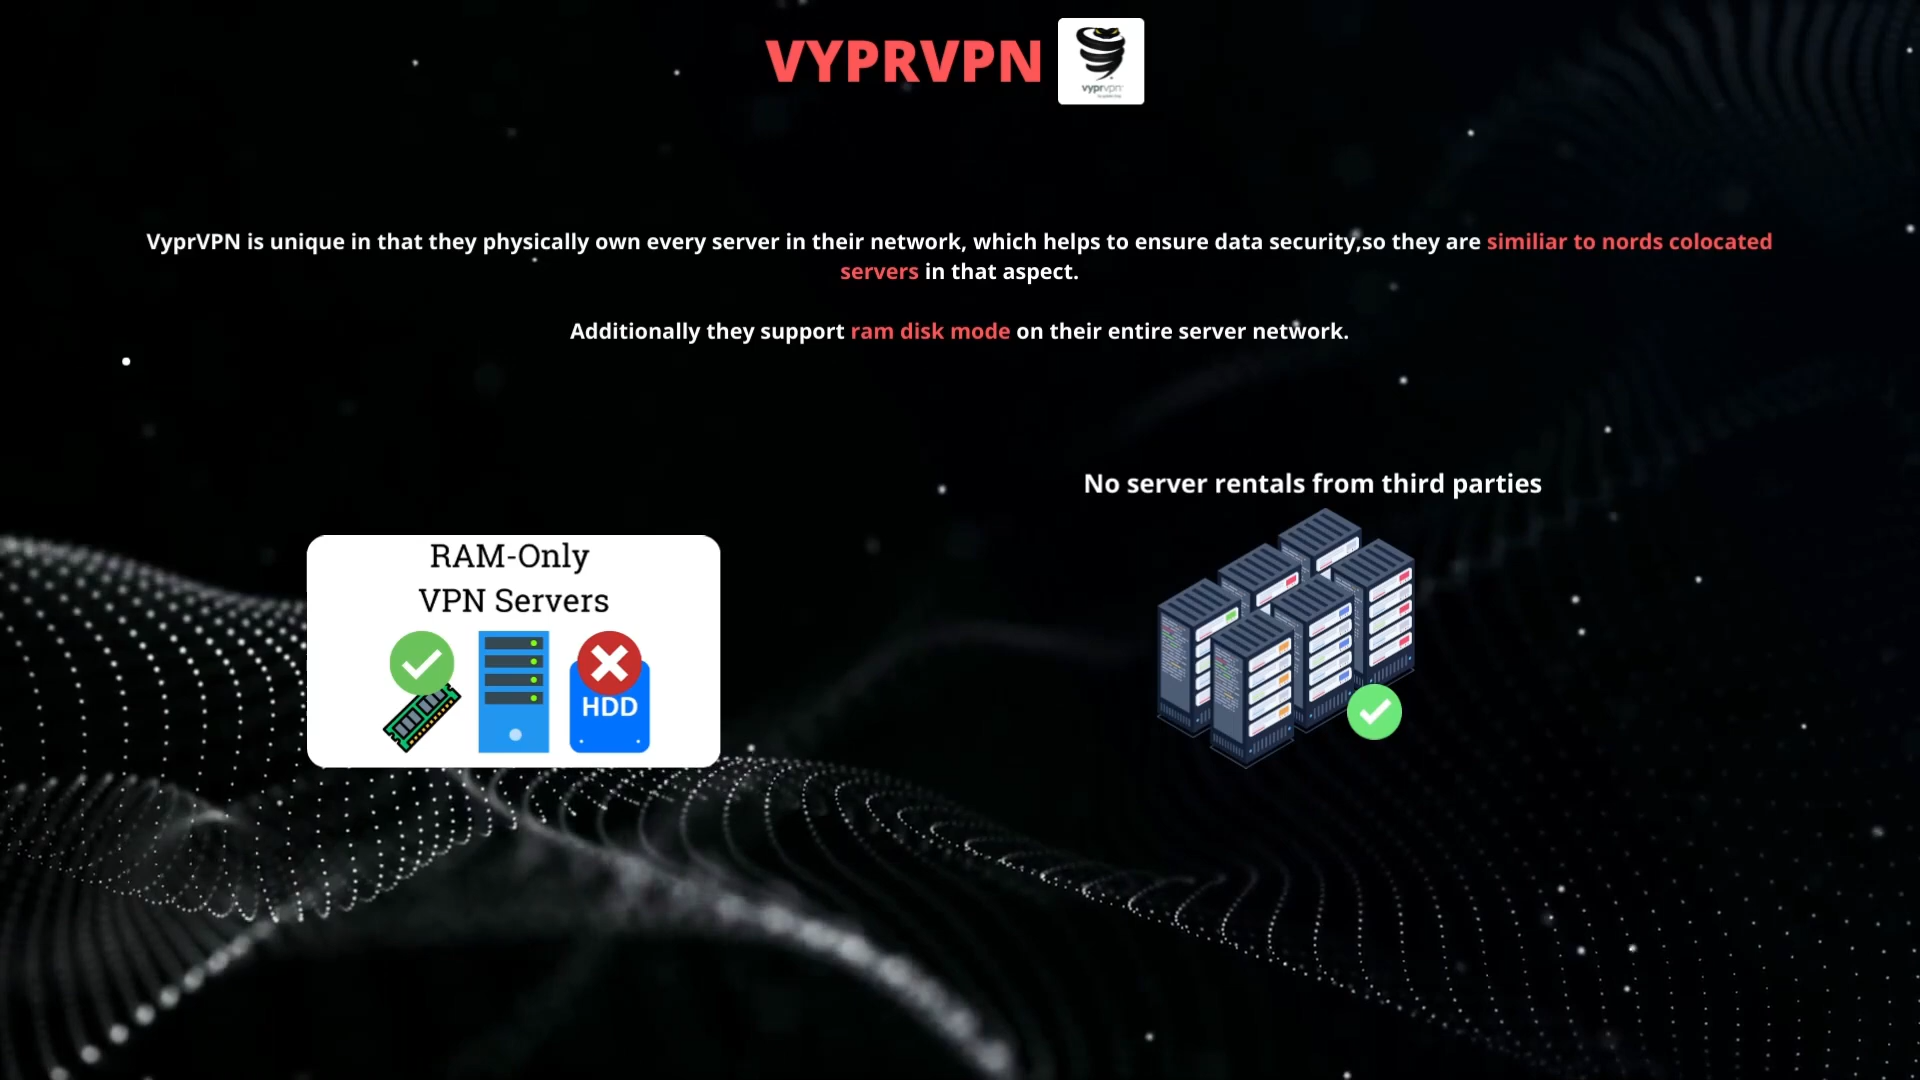 VYPRVPN
vyprvpn
VyprVPN is unique in that they physically own every server in their network, which helps to ensure data security,so they are similiar to nords colocated
servers in that aspect.
Additionally they support ram disk mode on their entire server network.
No server rentals from third parties
RAM-Only
VPN Servers
HDD